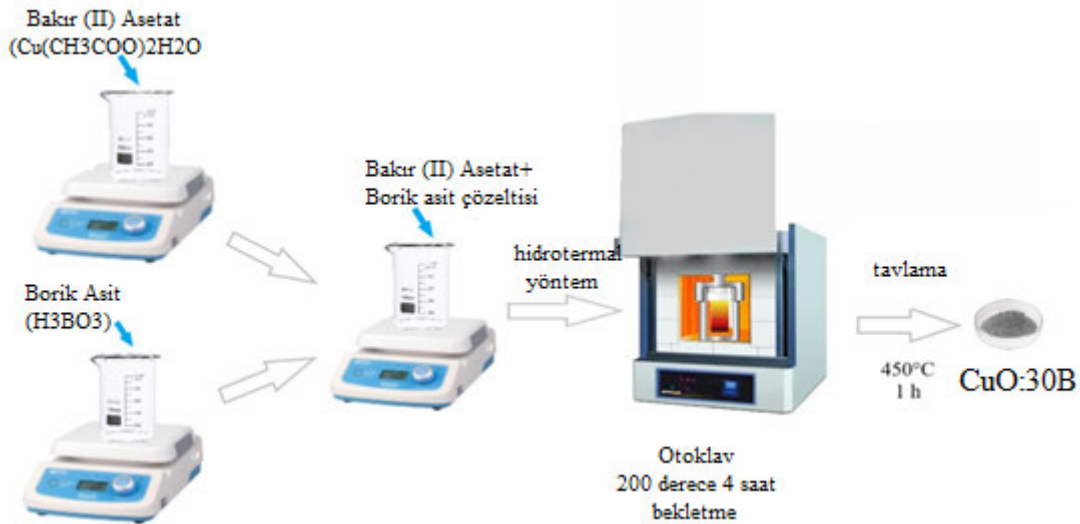 Bakır (II) Asetat
(Cu(CH3COO)2H2O
Borik Asit
(H3BO3)
Bakır (II) Asetat+
Borik asit çözeltisi
hidrotermal
yöntem
Otoklav
200 derece 4 saat
bekletme
tavlama
450°C
1 h
CuO:30B